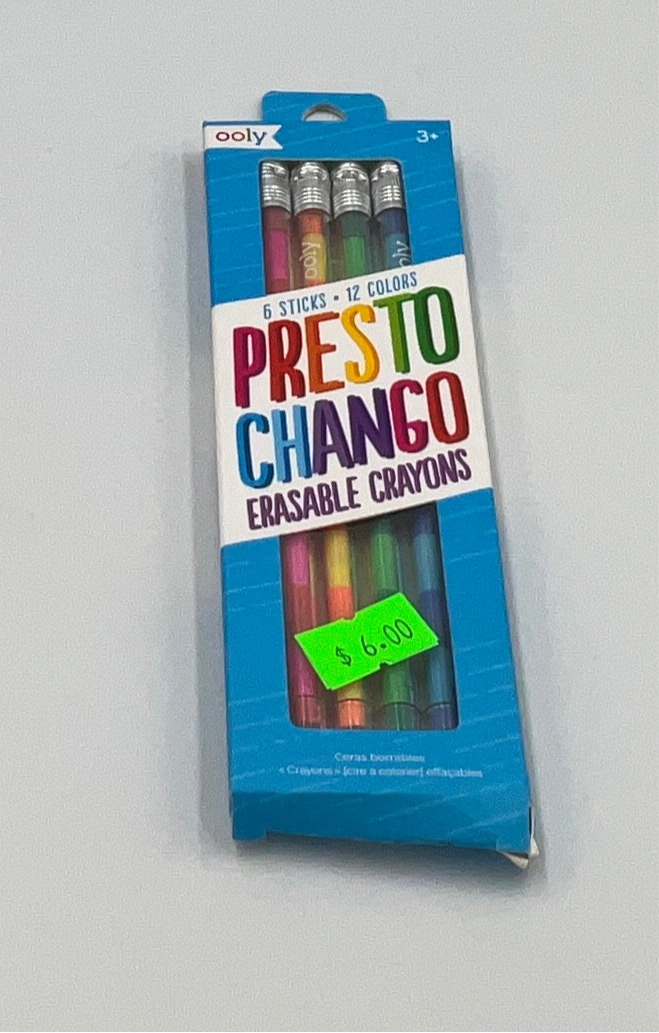 ooly
3+
ooly
6 STICKS • 12 COLORS
PRESTO
CHANGO
ERASABLE CRAYONS
$ 6.00
Ceras borrables
« Crayons » [cire à colorier] effaçables